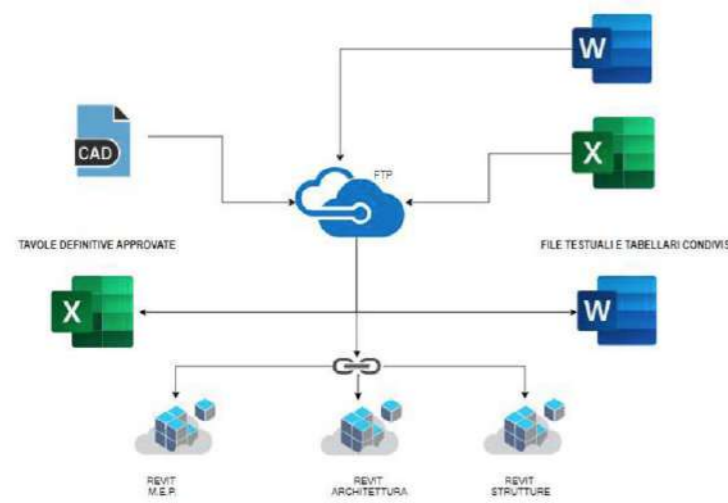 W
CAD
X
FTP
TAVOLE DEFINITIVE APPROVATE
FILE TESTUALI E TABELLARI CONDIVIS
X
W
REVIT
M.E.P.
REVIT
ARCHITETTURA
REVIT
STRUTTURE